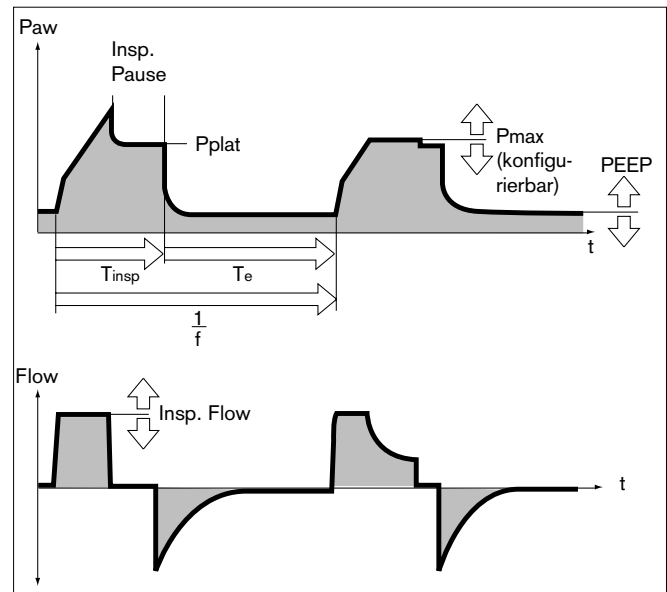 Paw
Insp.
Pause
Pplat
Pmax
(konfigu-
rierbar)
PEEP
t
Tinsp
Te
1
f
Flow
Insp. Flow
t